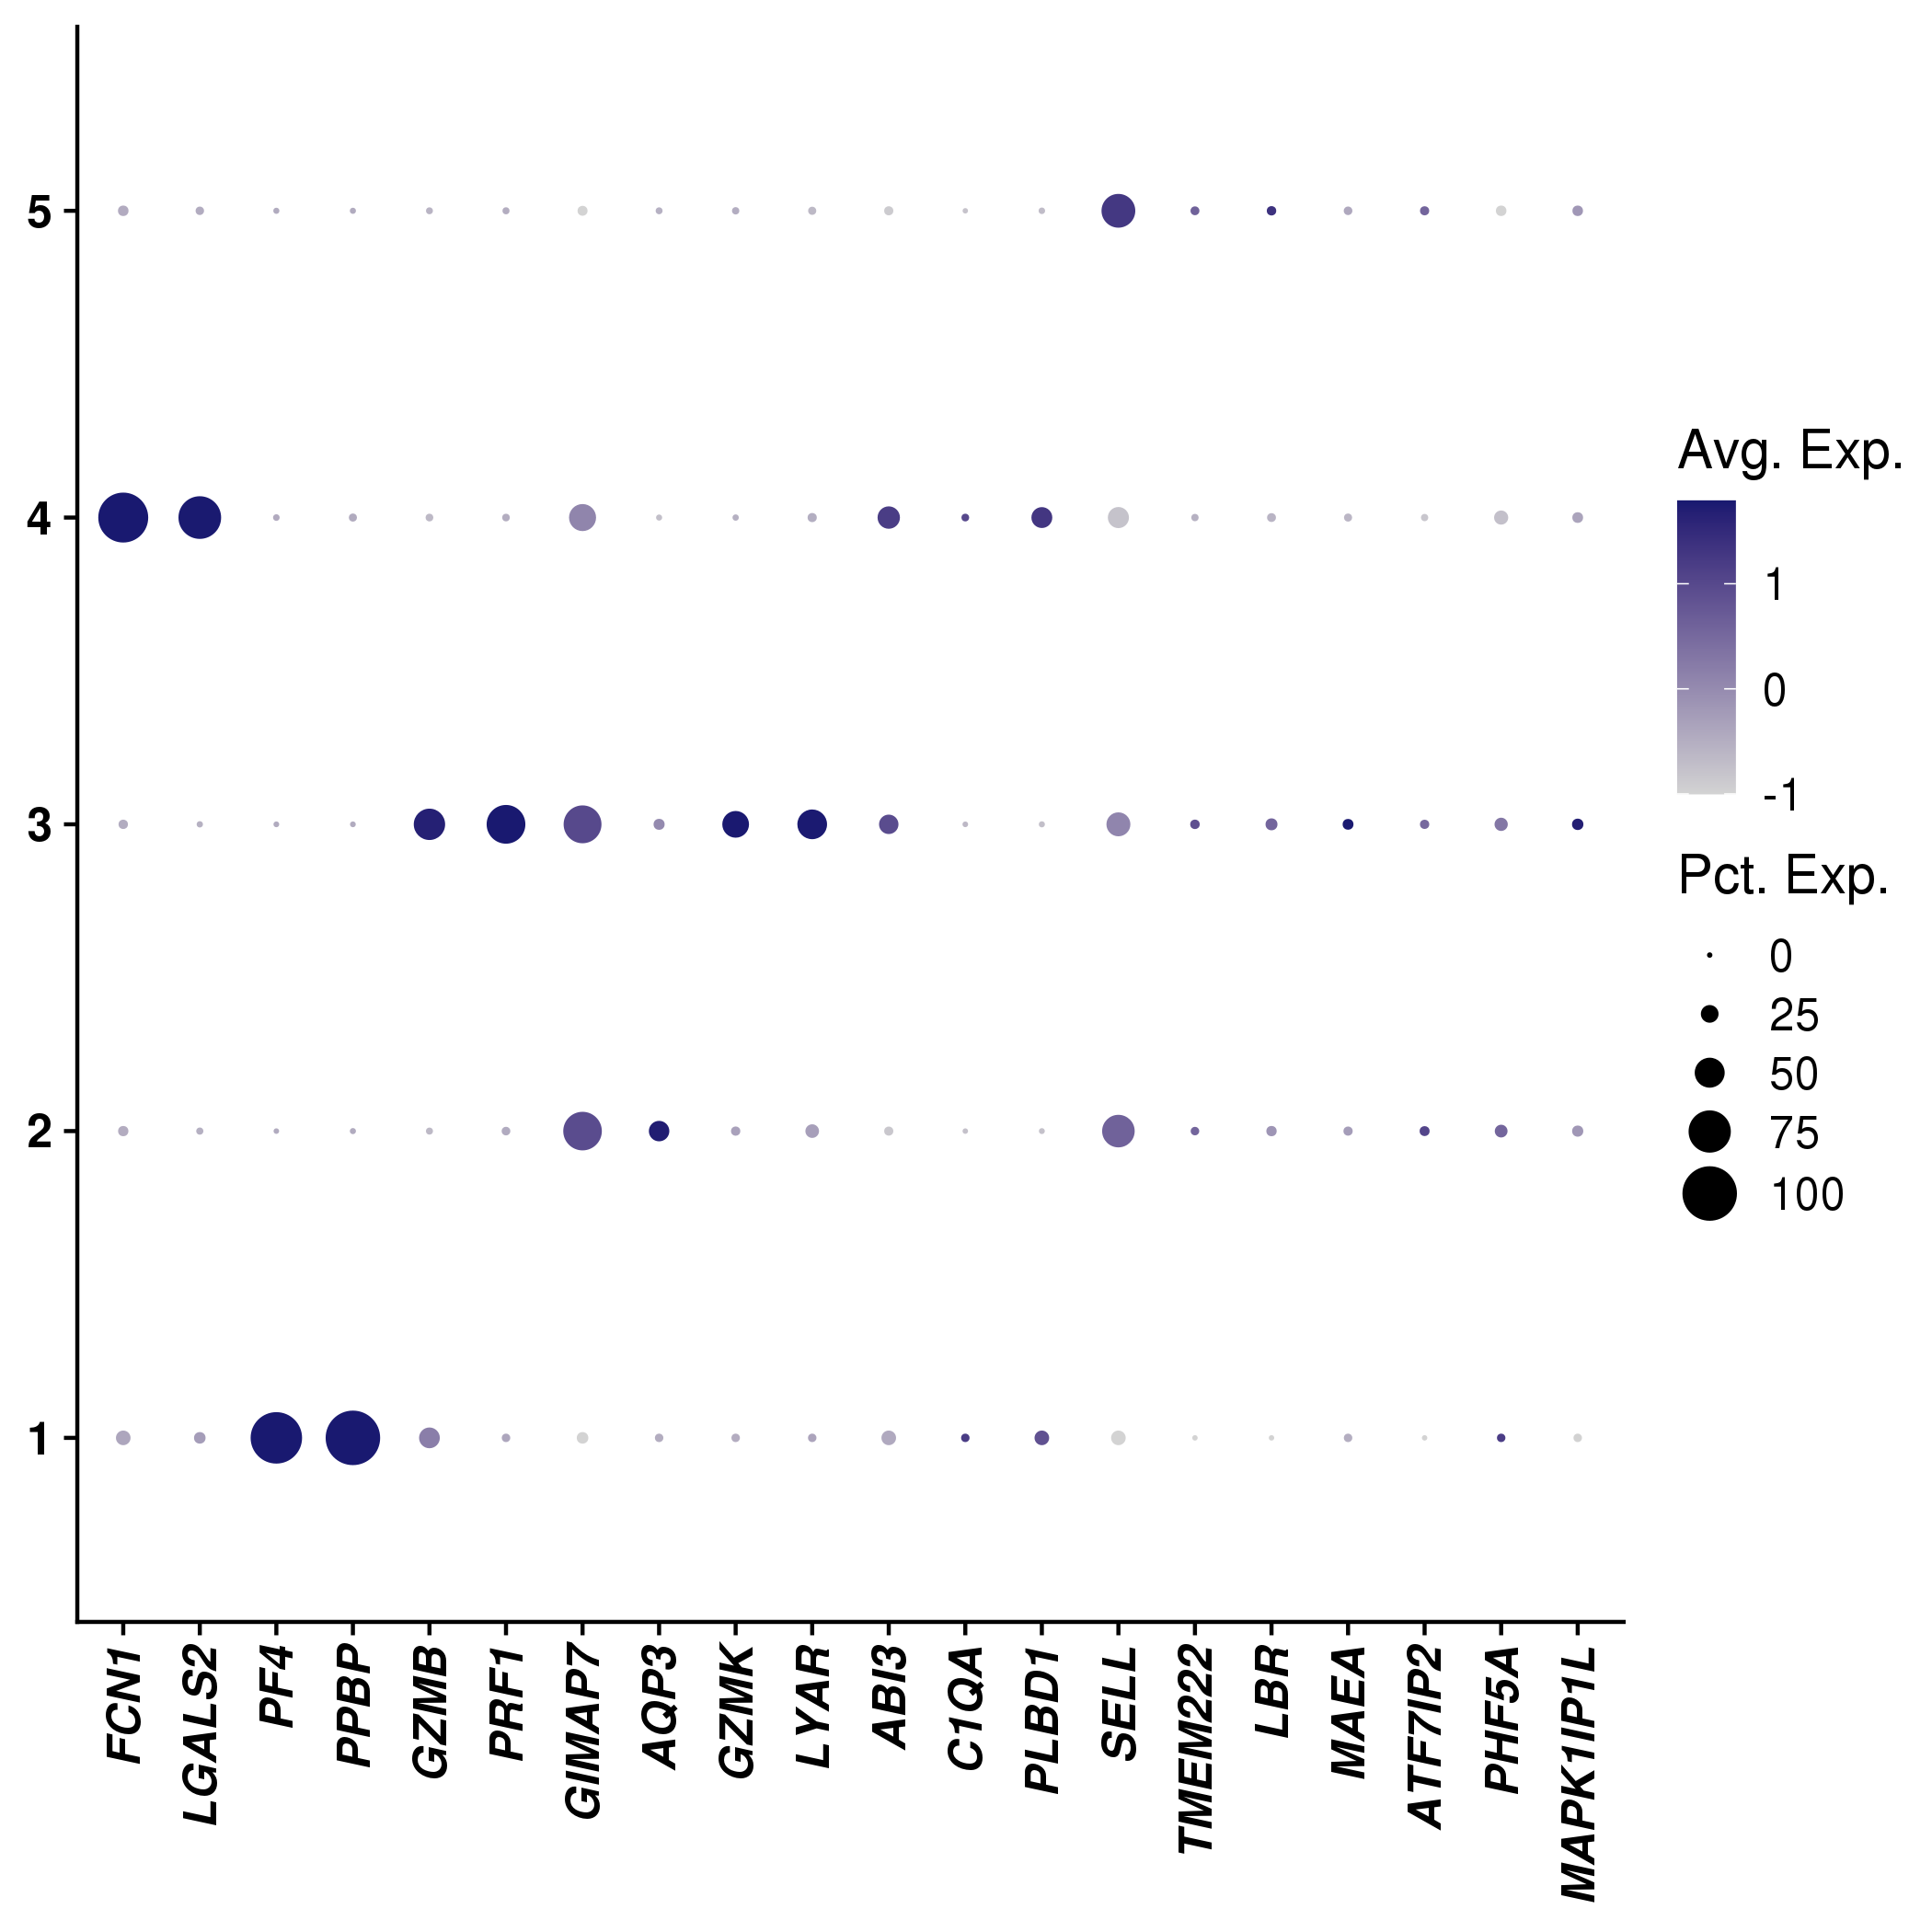 5
4
3
2
1
FCN1
LGALS2
PF4
PPBP
GZMB
PRF1
GIMAP7
AQP3
GZMK
LYAR
ABI3
C1QA
PLBD1
SELL
TMEM222
LBR
MAEA
ATF7IP2
PHF5A
MAPK1IP1L
Avg. Exp.
1
0
-1
Pct. Exp.
0
25
50
75
100